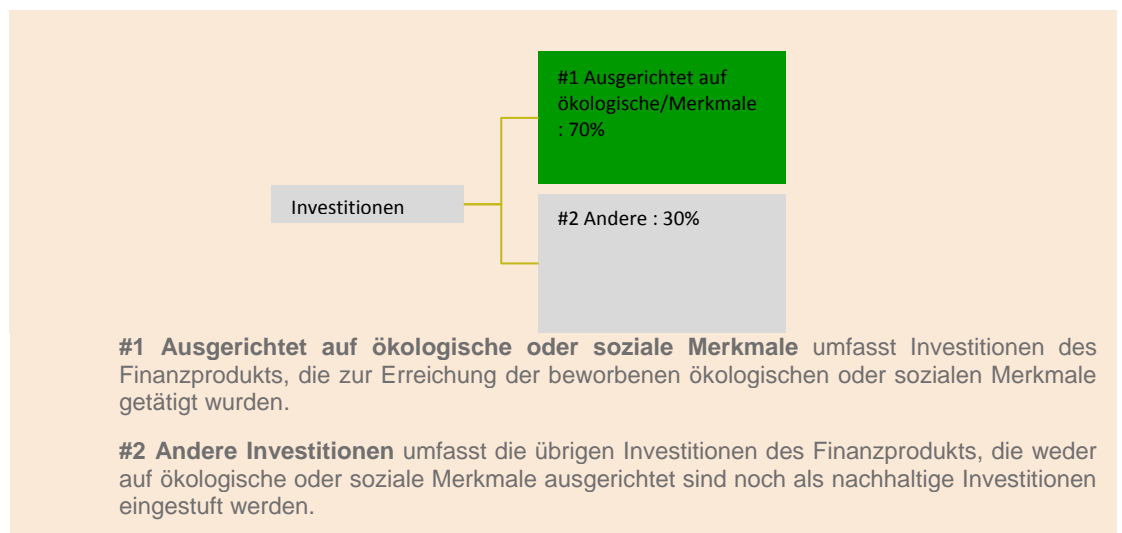 #1 Ausgerichtet auf
ökologische/Merkmale
: 70%
Investitionen
#2 Andere : 30%
#1 Ausgerichtet auf ökologische oder soziale Merkmale umfasst Investitionen des
Finanzprodukts, die zur Erreichung der beworbenen ökologischen oder sozialen Merkmale
getätigt wurden.
#2 Andere Investitionen umfasst die übrigen Investitionen des Finanzprodukts, die weder
auf ökologische oder soziale Merkmale ausgerichtet sind noch als nachhaltige Investitionen
eingestuft werden.